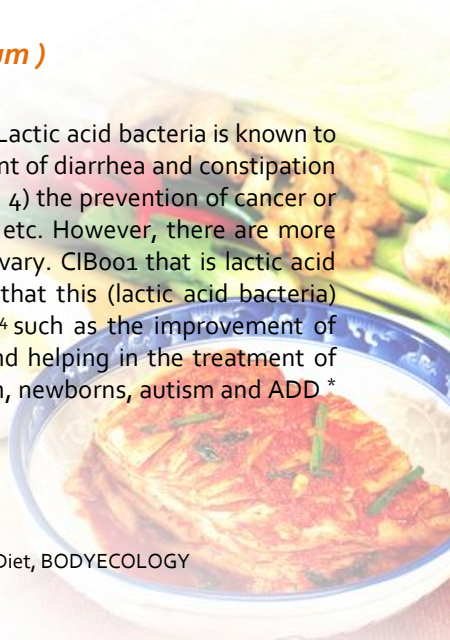 um )
Lactic acid bacteria is known to
nt of diarrhea and constipation
4) the prevention of cancer or
etc. However, there are more
vary. CIB001 that is lactic acid
that this (lactic acid bacteria)
4 such as the improvement of
nd helping in the treatment of
n, newborns, autism and ADD *
Diet, BODYECOLOGY